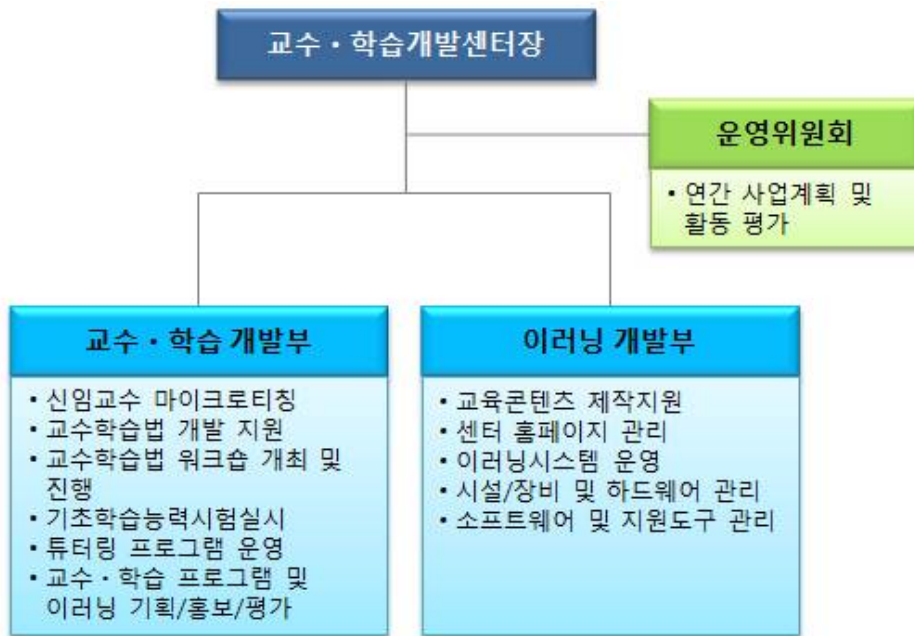 교수·학습개발센터장
운영위원회
• 연간 사업계획 및
활동 평가
교수·학습 개발부
• 신임교수 마이크로티칭
• 교수학습법 개발 지원
• 교수학습법 워크숍 개최 및
진행
• 기초학습능력시험실시
• 튜터링 프로그램 운영
• 교수·학습 프로그램 및
이러닝 기획/홍보/평가
이러닝 개발부
• 교육콘텐츠 제작지원
• 센터 홈페이지 관리
• 이러닝시스템 운영
• 시설/장비 및 하드웨어 관리
• 소프트웨어 및 지원도구 관리